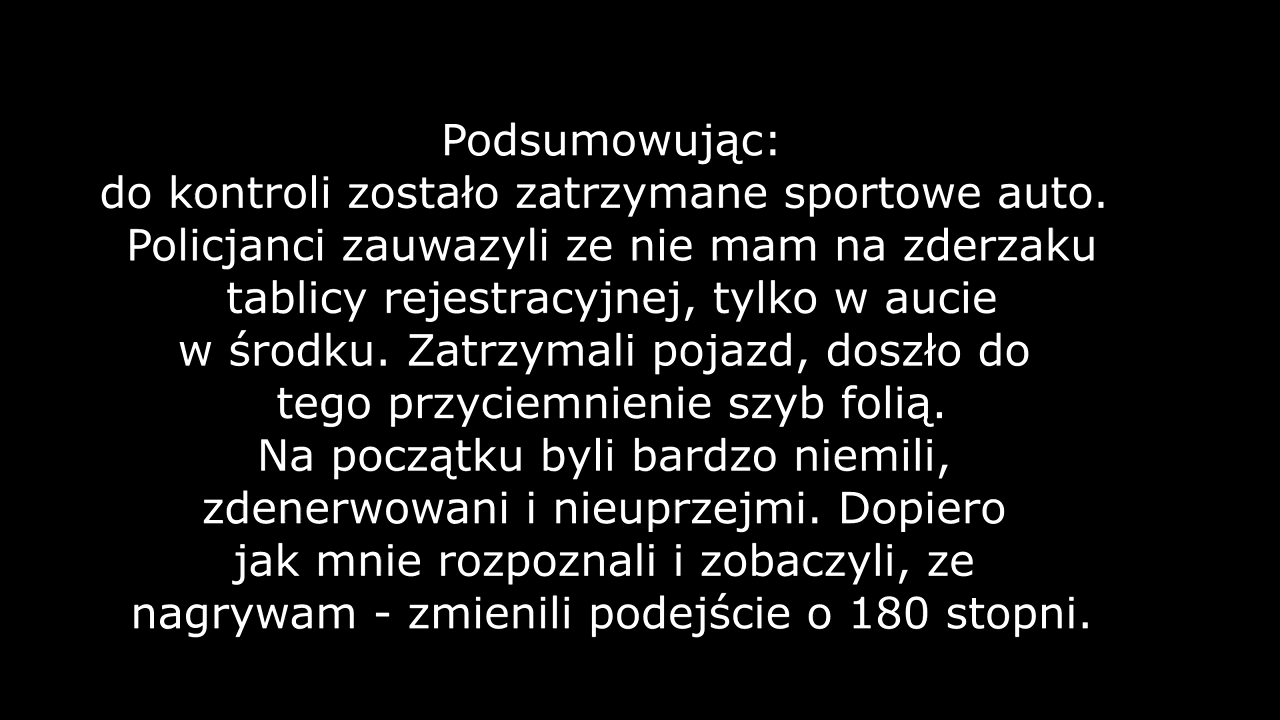 Podsumowując:
do kontroli zostało zatrzymane sportowe auto.
Policjanci zauwazyli ze nie mam na zderzaku
tablicy rejestracyjnej, tylko w aucie
w środku. Zatrzymali pojazd, doszło do
tego przyciemnienie szyb folią.
Na początku byli bardzo niemili,
zdenerwowani i nieuprzejmi. Dopiero
jak mnie rozpoznali i zobaczyli, ze
nagrywam - zmienili podejście o 180 stopni.